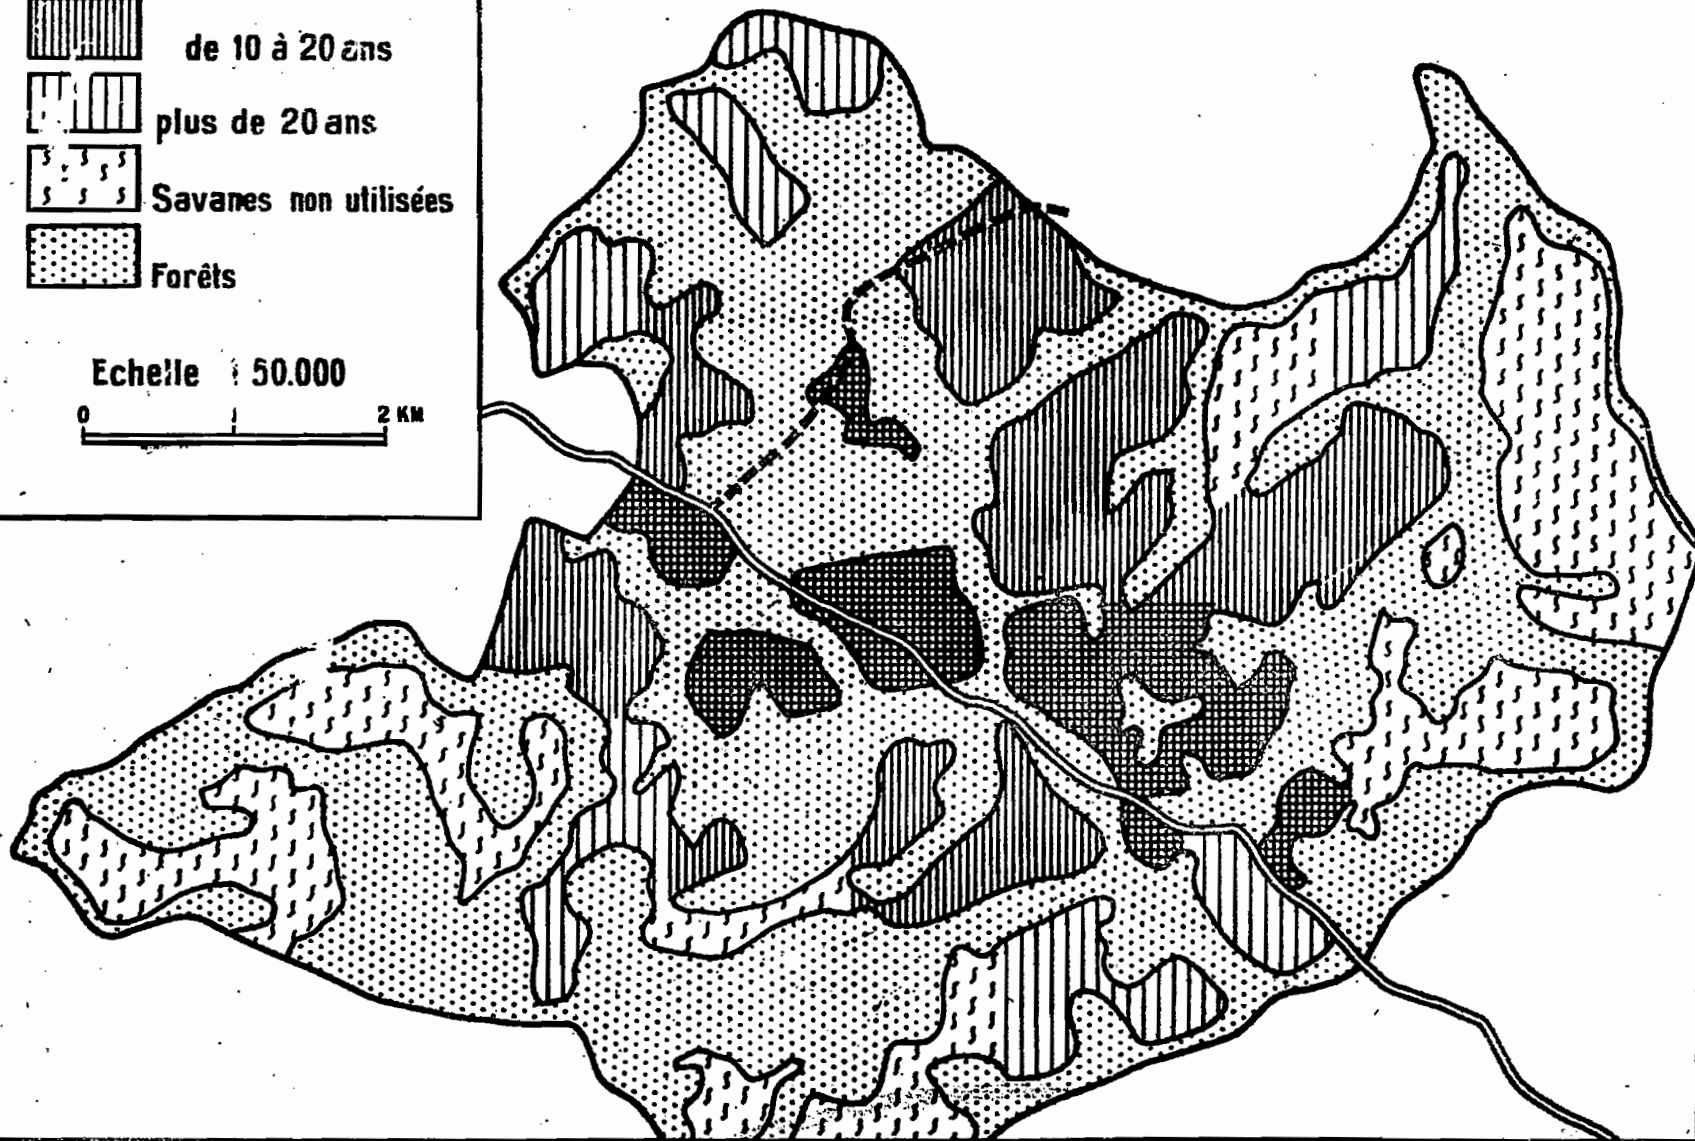 de 10 à 20 ans
plus de 20 ans
Savanes non utilisées
Forêts
Echelle 1 50.000
0 1 2 KM